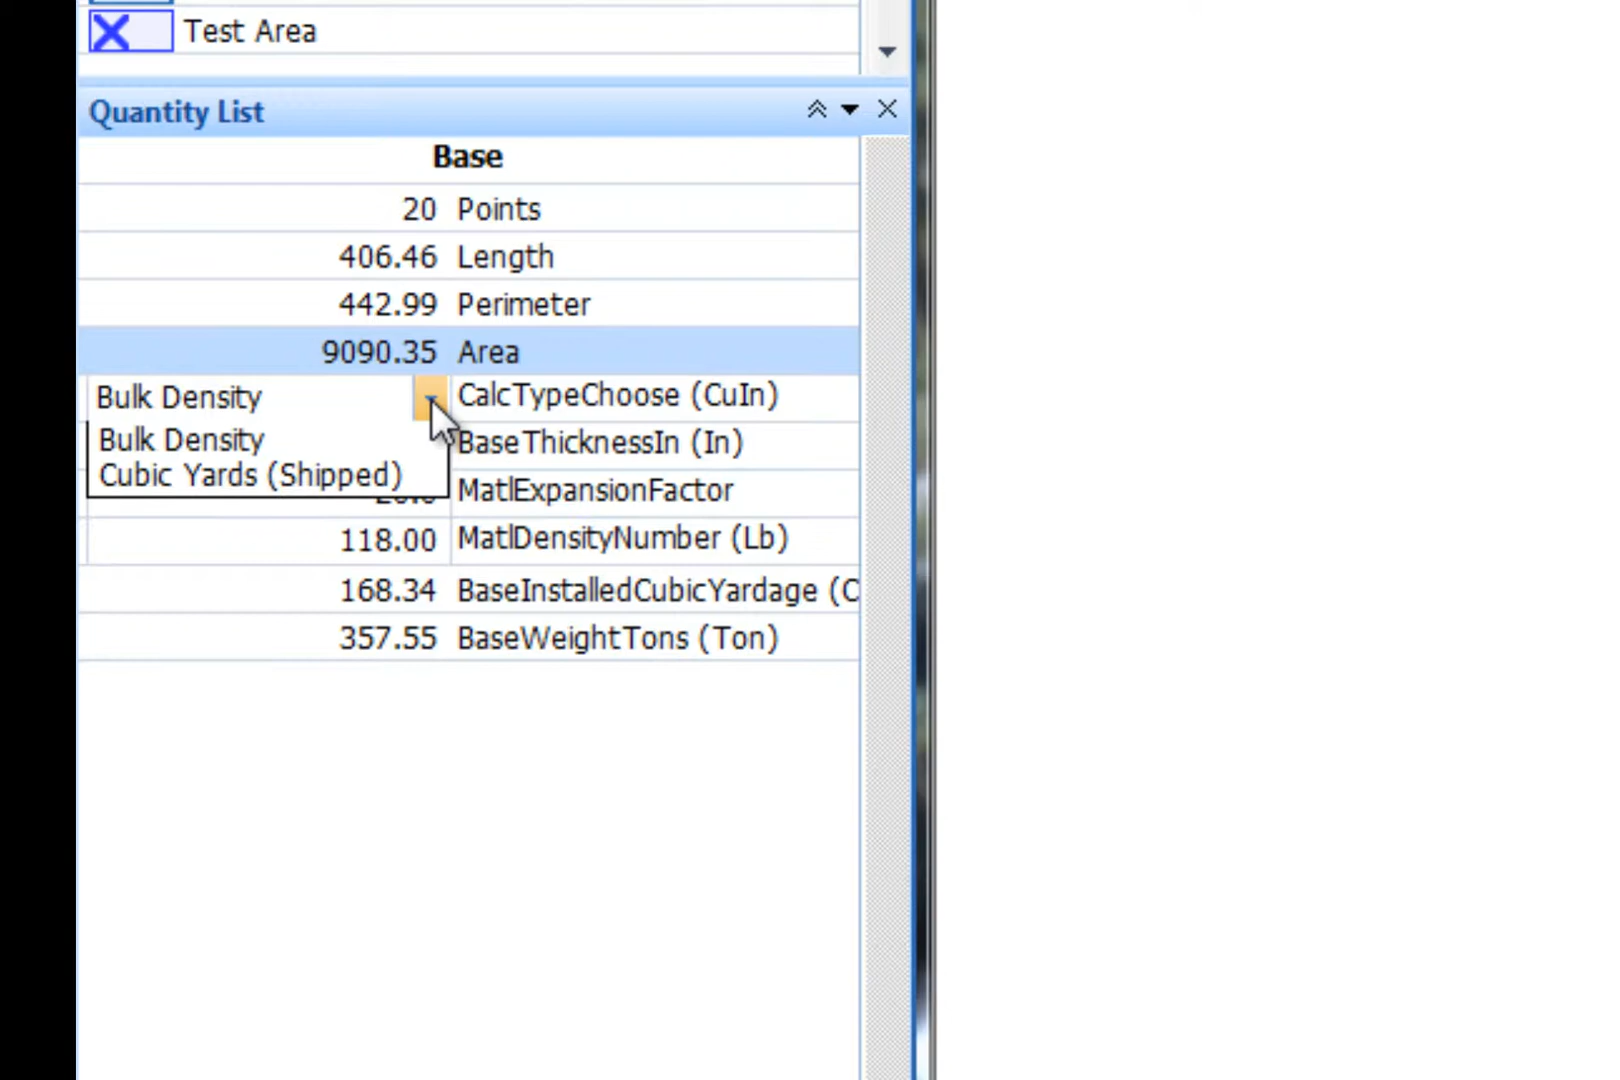 Test Area
Quantity List
Base
20 Points
406.46 Length
442.99 Perimeter
9090.35 Area
Bulk Density CalcTypeChoose (CuIn)
Bulk Density
BaseThicknessIn (In)
Cubic Yards (Shipped)
MatlExpansionFactor
118.00 MatlDensityNumber (Lb)
168.34 BaseInstalledCubicYardage (C
357.55 BaseWeightTons (Ton)